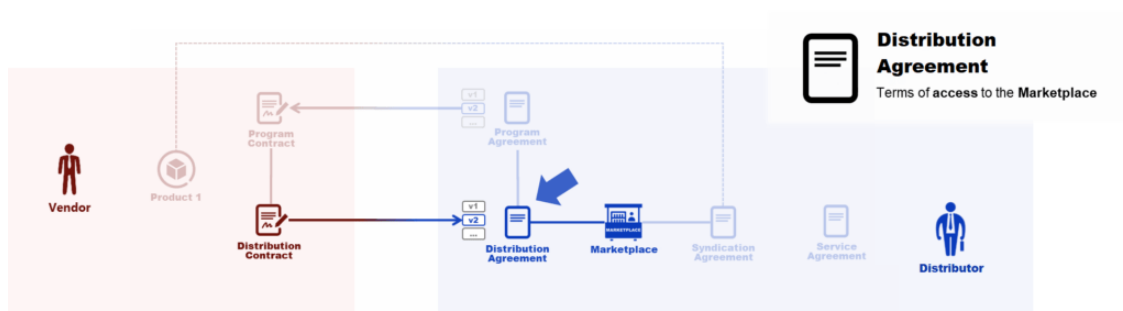 Distribution
Agreement
Terms of access to the Marketplace
v1
v2
...
Program
Contract
Program
Agreement
Product 1
Vendor
v1
v2
...
MARKETPLACE
Distribution
Contract
Distribution
Agreement
Marketplace
Syndication
Agreement
Service
Agreement
Distributor